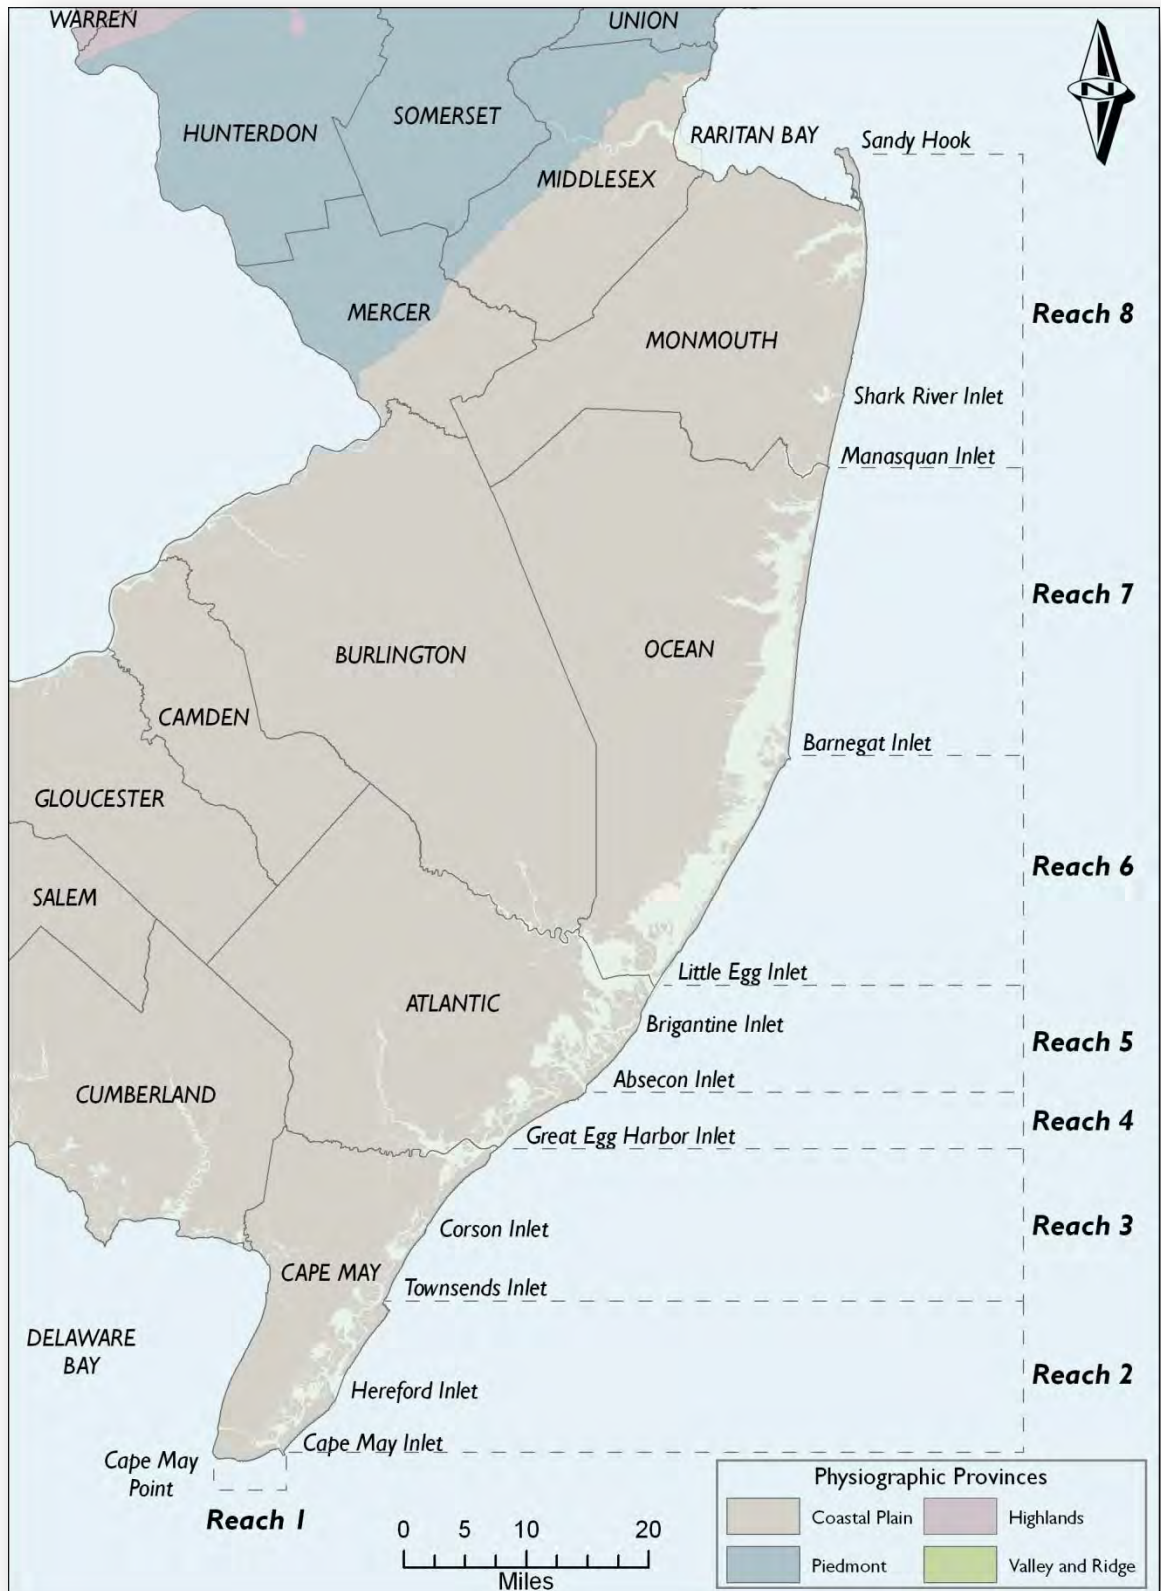 WARREN
UNION
HUNTERDON
SOMERSET
RARITAN BAY
Sandy Hook
MIDDLESEX
N
MERCER
MONMOUTH
Reach 8
Shark River Inlet
Manasquan Inlet
Reach 7
BURLINGTON
OCEAN
CAMDEN
Barnegat Inlet
GLOUCESTER
Reach 6
SALEM
Little Egg Inlet
ATLANTIC
Brigantine Inlet
Reach 5
CUMBERLAND
Absecon Inlet
Reach 4
Great Egg Harbor Inlet
Corson Inlet
Reach 3
CAPE MAY
Townsends Inlet
DELAWARE
BAY
Reach 2
Hereford Inlet
Cape May Inlet
Cape May
Point
Reach 1
0 5 10 20
Miles
Physiographic Provinces
Coastal Plain
Highlands
Piedmont
Valley and Ridge